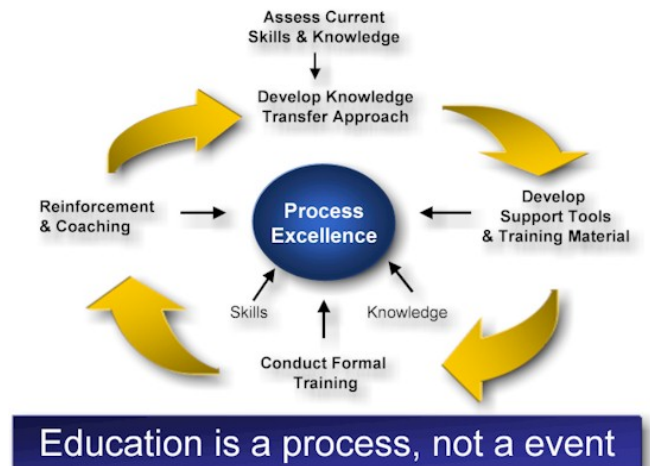 Assess Current
Skills & Knowledge
Develop Knowledge
Transfer Approach
Reinforcement
& Coaching
Process
Excellence
Develop
Support Tools
& Training Material
Skills
Knowledge
Conduct Formal
Training
Education is a process, not a event